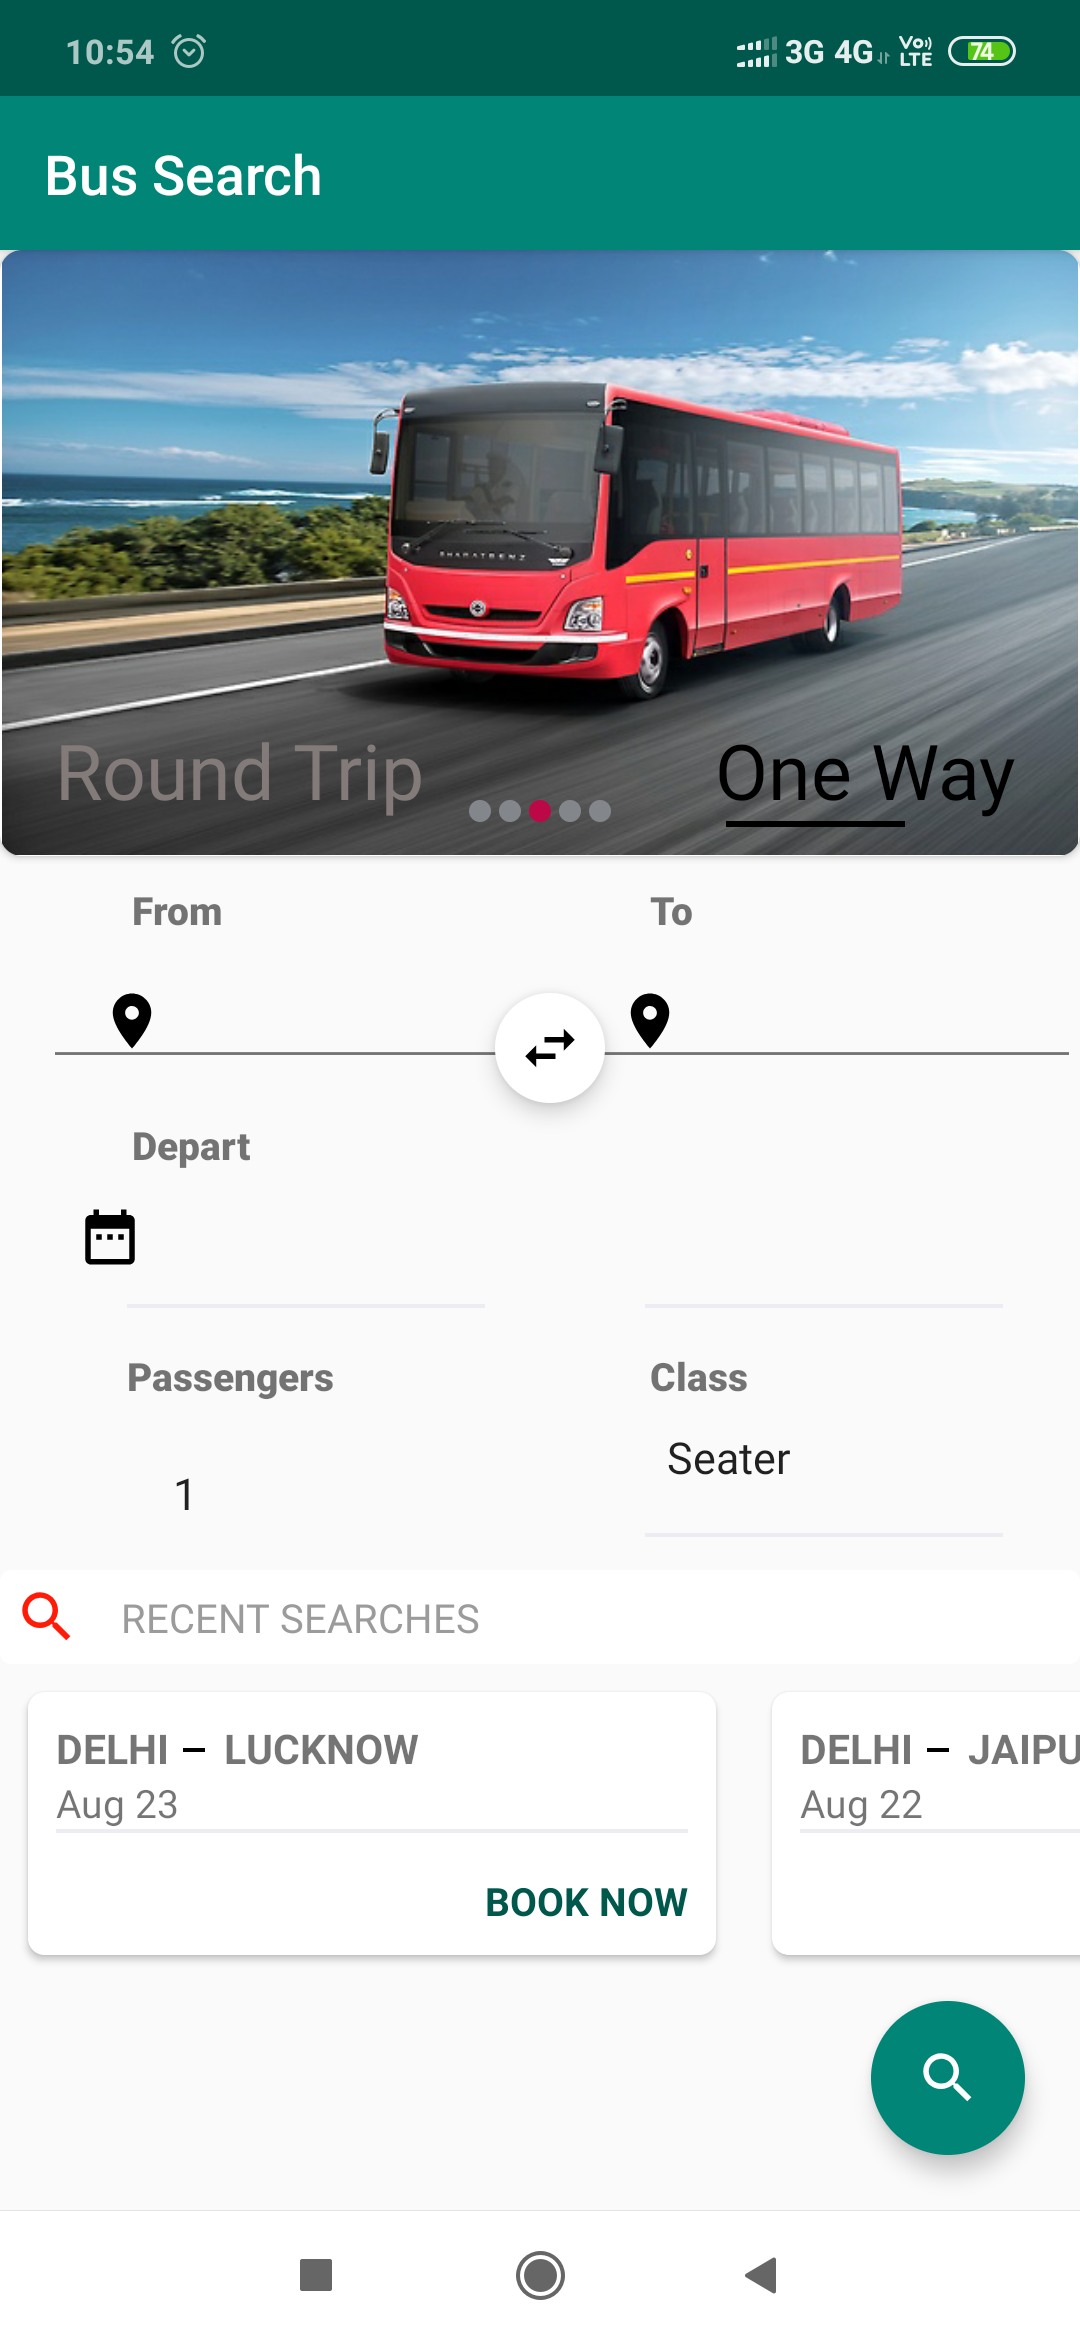 10:54 3G 4G Vo)) LTE 74
Bus Search
BHARATBENZ
Round Trip One Way
From To
Depart
Passengers Class
Seater
1
RECENT SEARCHES
DELHI – LUCKNOW DELHI – JAIPU
Aug 23 Aug 22
BOOK NOW